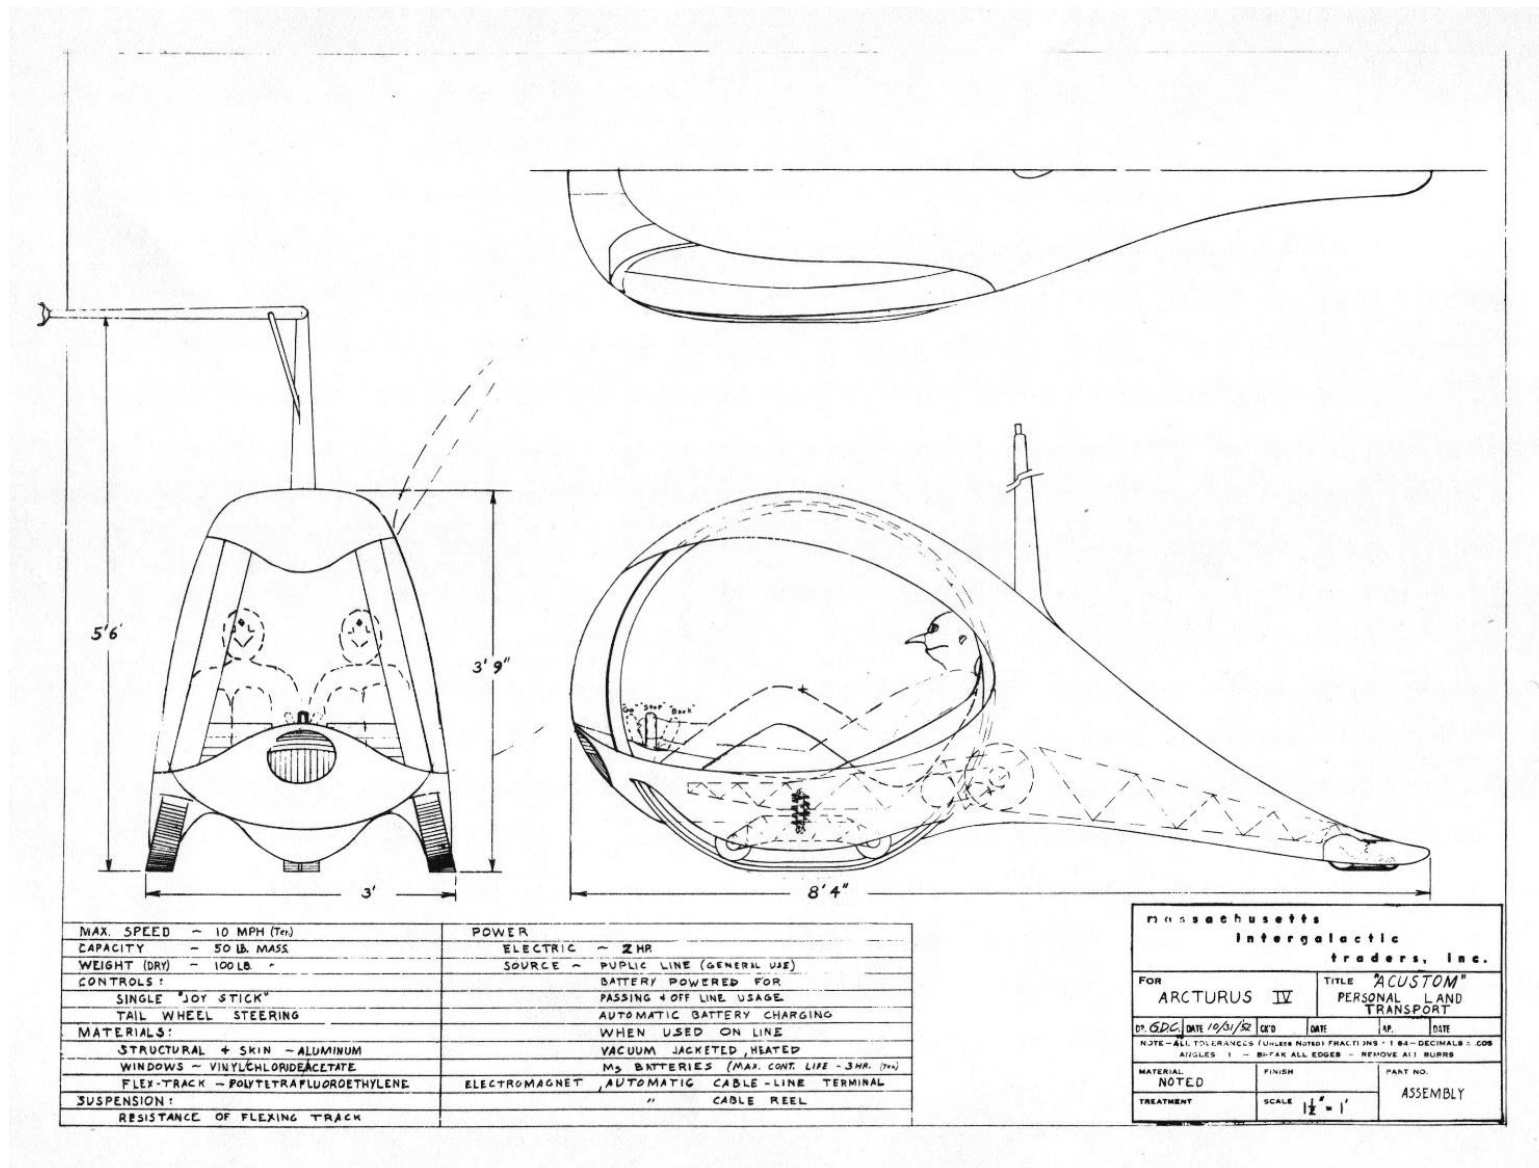 5'6
3' 9"
3'
"Go" "Stop" "Back"
8' 4"
MAX. SPEED ~ 10 MPH (Ter.)
CAPACITY - 50 LB. MASS.
WEIGHT (DRY) - 100 LB. "
CONTROLS:
SINGLE "JOY STICK"
TAIL WHEEL STEERING
MATERIALS:
STRUCTURAL + SKIN - ALUMINUM
WINDOWS - VINYLCHLORIDE/ACETATE
FLEX-TRACK - POLYTETRAFLUOROETHYLENE
SUSPENSION:
RESISTANCE OF FLEXING TRACK
POWER
ELECTRIC ~ 2 HP.
SOURCE ~ PUPLIC LINE (GENERAL USE)
BATTERY POWERED FOR
PASSING + OFF LINE USAGE
AUTOMATIC BATTERY CHARGING
WHEN USED ON LINE
VACUUM JACKETED, HEATED
BATTERIES (MAX. CONT. LIFE - 3 HR. (Ter.)
ELECTROMAGNET, AUTOMATIC CABLE-LINE TERMINAL
" CABLE REEL
massachusetts
intergalactic
traders, inc.
FOR
ARCTURUS IV
TITLE "ACUSTOM"
PERSONAL LAND
TRANSPORT
DR. G.D.C. DATE 10/31/52 CK'D DATE AP. DATE
NOTE - ALL TOLERANCES (UNLESS NOTED) FRACTIONS ± 1/64 - DECIMALS ± .005
ANGLES 1 - BREAK ALL EDGES - REMOVE ALL BURRS
MATERIAL
NOTED
FINISH
PART NO.
ASSEMBLY
TREATMENT
SCALE 1½" = 1'